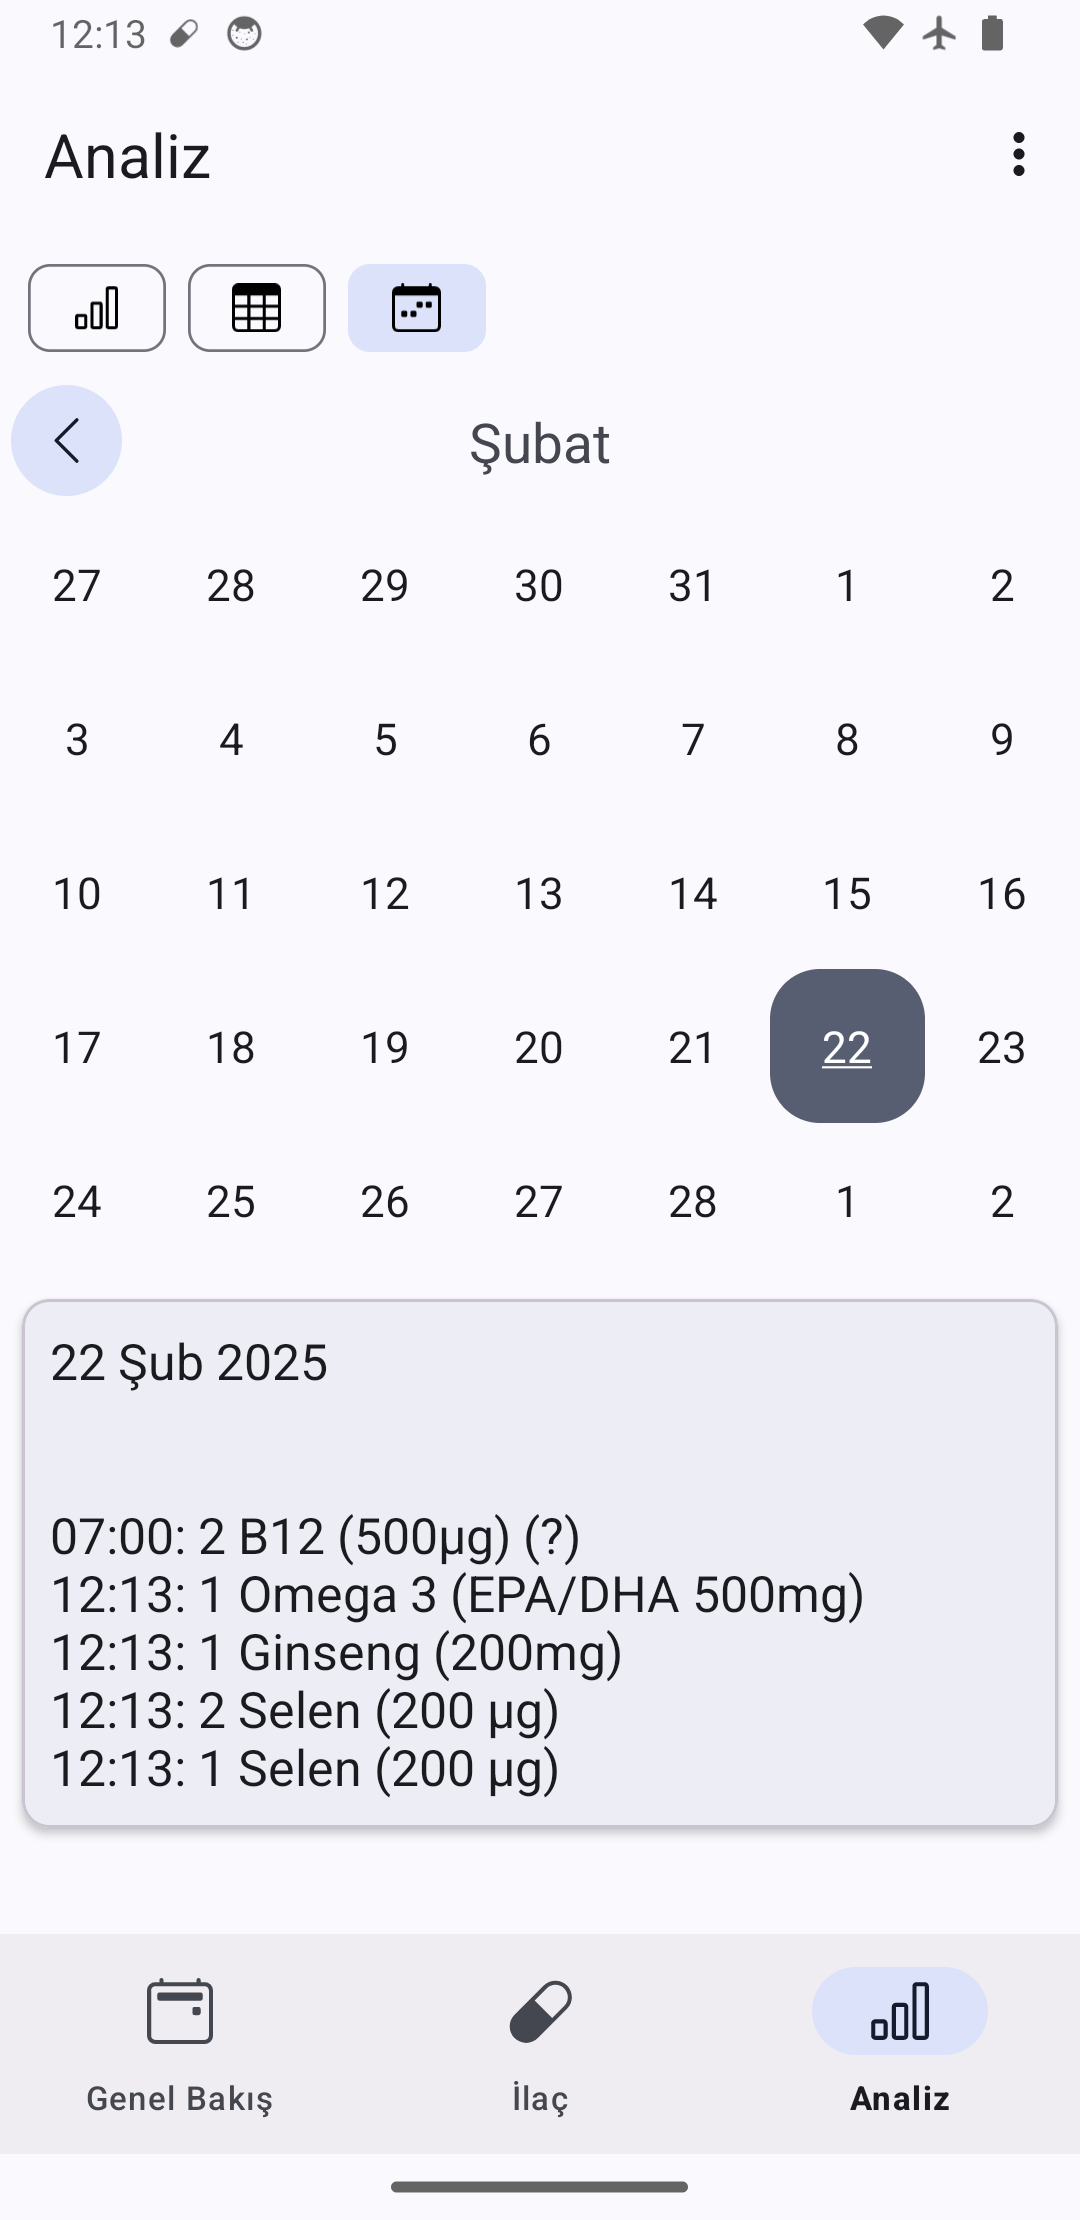 12:13
Analiz
Şubat
27 28 29 30 31 1 2
3 4 5 6 7 8 9
10 11 12 13 14 15 16
17 18 19 20 21 22 23
24 25 26 27 28 1 2
22 Şub 2025
07:00: 2 B12 (500µg) (?)
12:13: 1 Omega 3 (EPA/DHA 500mg)
12:13: 1 Ginseng (200mg)
12:13: 2 Selen (200 µg)
12:13: 1 Selen (200 µg)
Genel Bakış İlaç Analiz